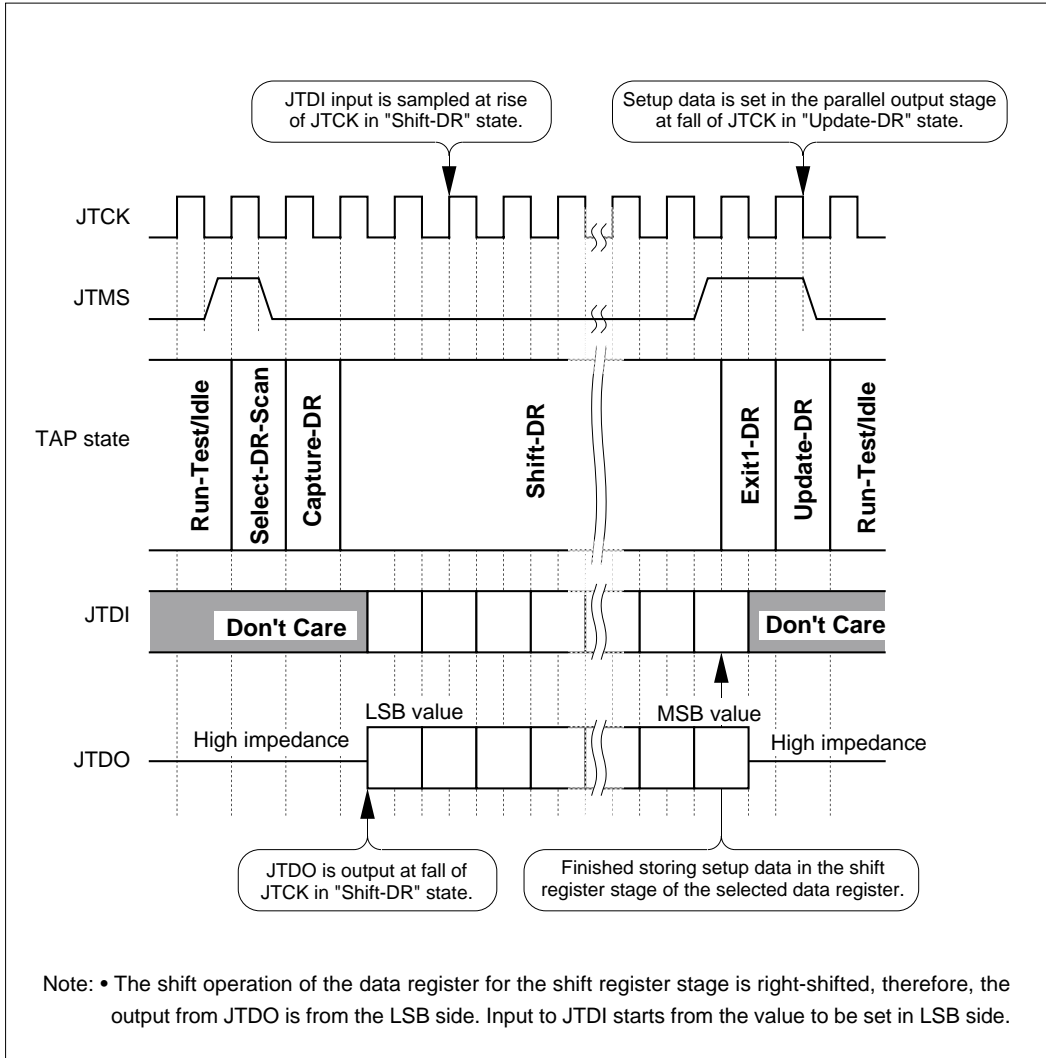 JTDI input is sampled at rise
of JTCK in "Shift-DR" state.
Setup data is set in the parallel output stage
at fall of JTCK in "Update-DR" state.
JTCK
JTMS
TAP state
Run-Test/Idle
Select-DR-Scan
Capture-DR
Shift-DR
Exit1-DR
Update-DR
Run-Test/Idle
JTDI
Don't Care
Don't Care
LSB value
MSB value
JTDO
High impedance
High impedance
JTDO is output at fall of
JTCK in "Shift-DR" state.
Finished storing setup data in the shift
register stage of the selected data register.
Note: • The shift operation of the data register for the shift register stage is right-shifted, therefore, the
output from JTDO is from the LSB side. Input to JTDI starts from the value to be set in LSB side.